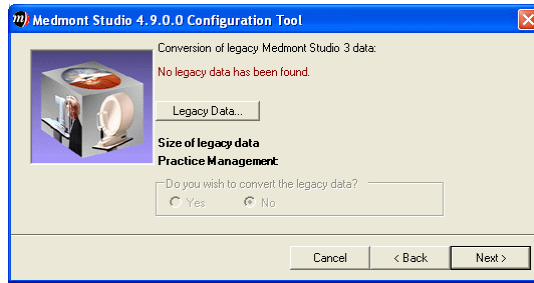 Medmont Studio 4.9.0.0 Configuration Tool
Conversion of legacy Medmont Studio 3 data:
No legacy data has been found.
Legacy Data...
Size of legacy data
Practice Management:
Do you wish to convert the legacy data?
Yes No
Cancel < Back Next >